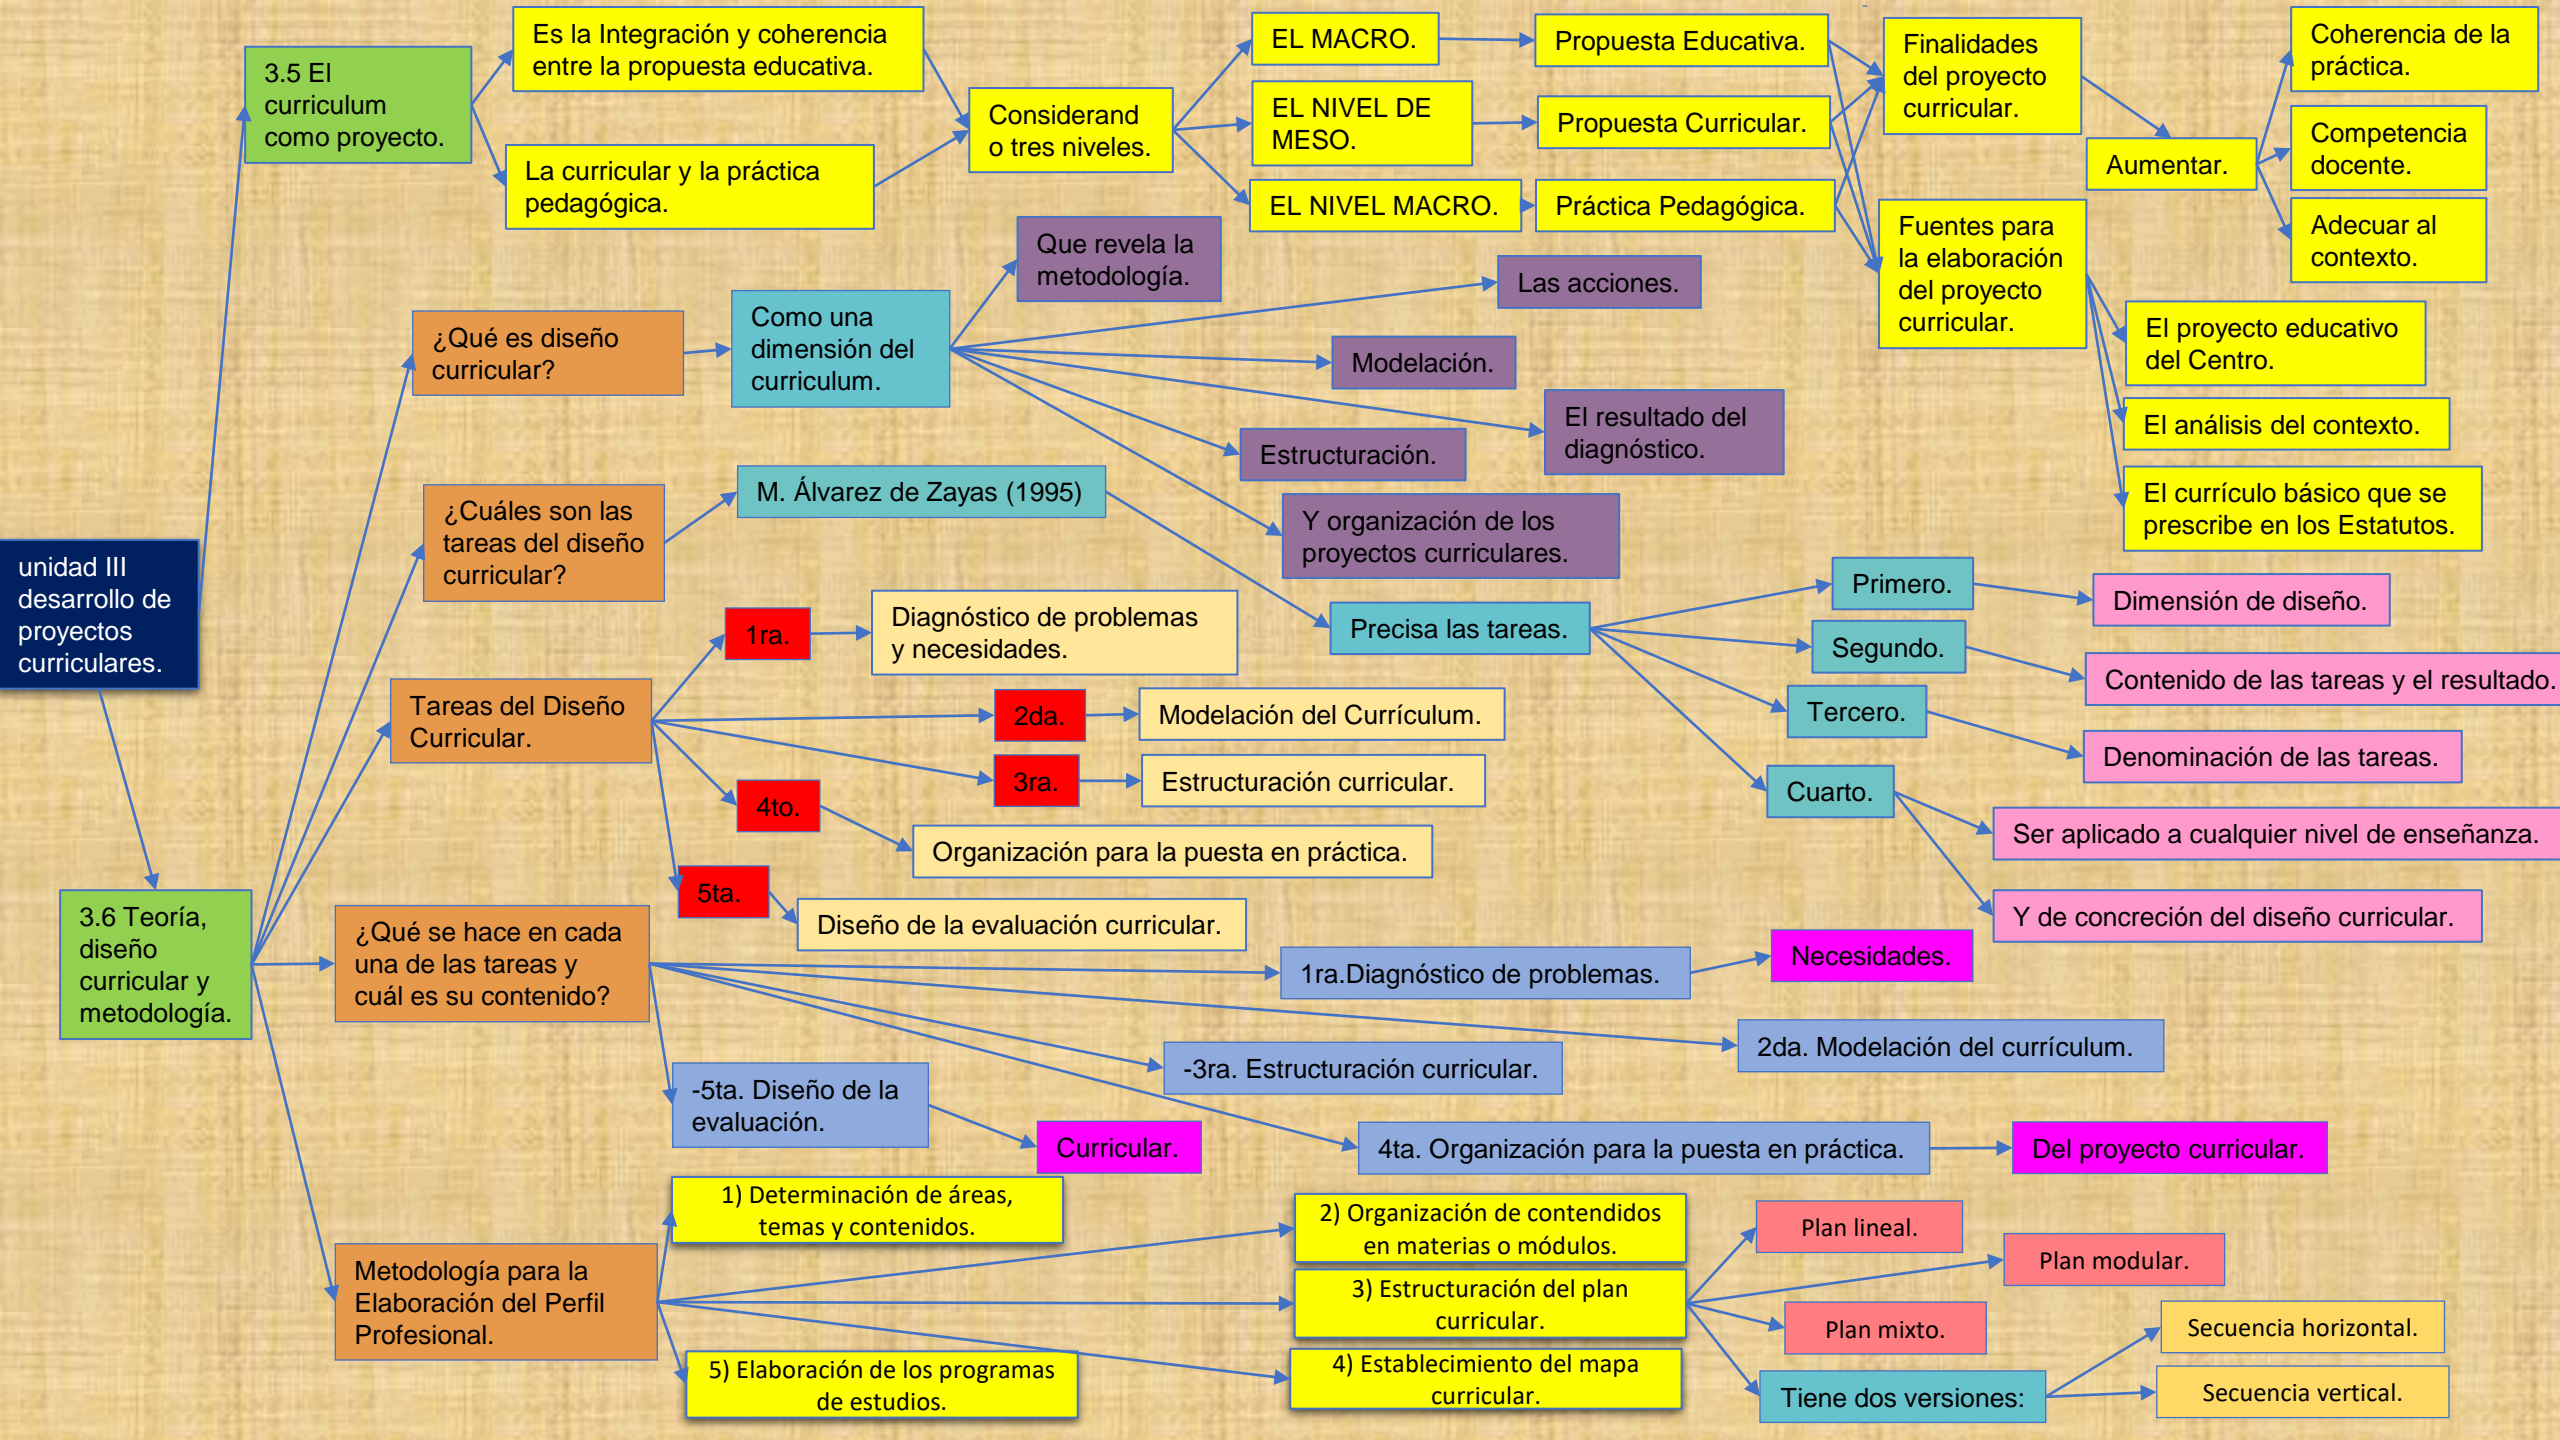 unidad III
desarrollo de
proyectos
curriculares.
3.5 El
curriculum
como proyecto.
Es la Integración y coherencia
entre la propuesta educativa.
La curricular y la práctica
pedagógica.
Considerand
o tres niveles.
EL MACRO.
EL NIVEL DE
MESO.
EL NIVEL MACRO.
Propuesta Educativa.
Propuesta Curricular.
Práctica Pedagógica.
Finalidades
del proyecto
curricular.
Aumentar.
Coherencia de la
práctica.
Competencia
docente.
Adecuar al
contexto.
Fuentes para
la elaboración
del proyecto
curricular.
El proyecto educativo
del Centro.
El análisis del contexto.
El currículo básico que se
prescribe en los Estatutos.
3.6 Teoría,
diseño
curricular y
metodología.
¿Qué es diseño
curricular?
Como una
dimensión del
curriculum.
Que revela la
metodología.
Las acciones.
Modelación.
El resultado del
diagnóstico.
Estructuración.
Y organización de los
proyectos curriculares.
¿Cuáles son las
tareas del diseño
curricular?
M. Álvarez de Zayas (1995)
Precisa las tareas.
Primero.
Dimensión de diseño.
Segundo.
Contenido de las tareas y el resultado.
Tercero.
Denominación de las tareas.
Cuarto.
Ser aplicado a cualquier nivel de enseñanza.
Y de concreción del diseño curricular.
Tareas del Diseño
Curricular.
1ra.
Diagnóstico de problemas
y necesidades.
2da.
Modelación del Currículum.
3ra.
Estructuración curricular.
4to.
Organización para la puesta en práctica.
5ta.
Diseño de la evaluación curricular.
¿Qué se hace en cada
una de las tareas y
cuál es su contenido?
1ra.Diagnóstico de problemas.
Necesidades.
2da. Modelación del currículum.
-3ra. Estructuración curricular.
4ta. Organización para la puesta en práctica.
Del proyecto curricular.
-5ta. Diseño de la
evaluación.
Curricular.
Metodología para la
Elaboración del Perfil
Profesional.
1) Determinación de áreas,
temas y contenidos.
2) Organización de contendidos
en materias o módulos.
3) Estructuración del plan
curricular.
4) Establecimiento del mapa
curricular.
5) Elaboración de los programas
de estudios.
Plan lineal.
Plan modular.
Plan mixto.
Tiene dos versiones:
Secuencia horizontal.
Secuencia vertical.